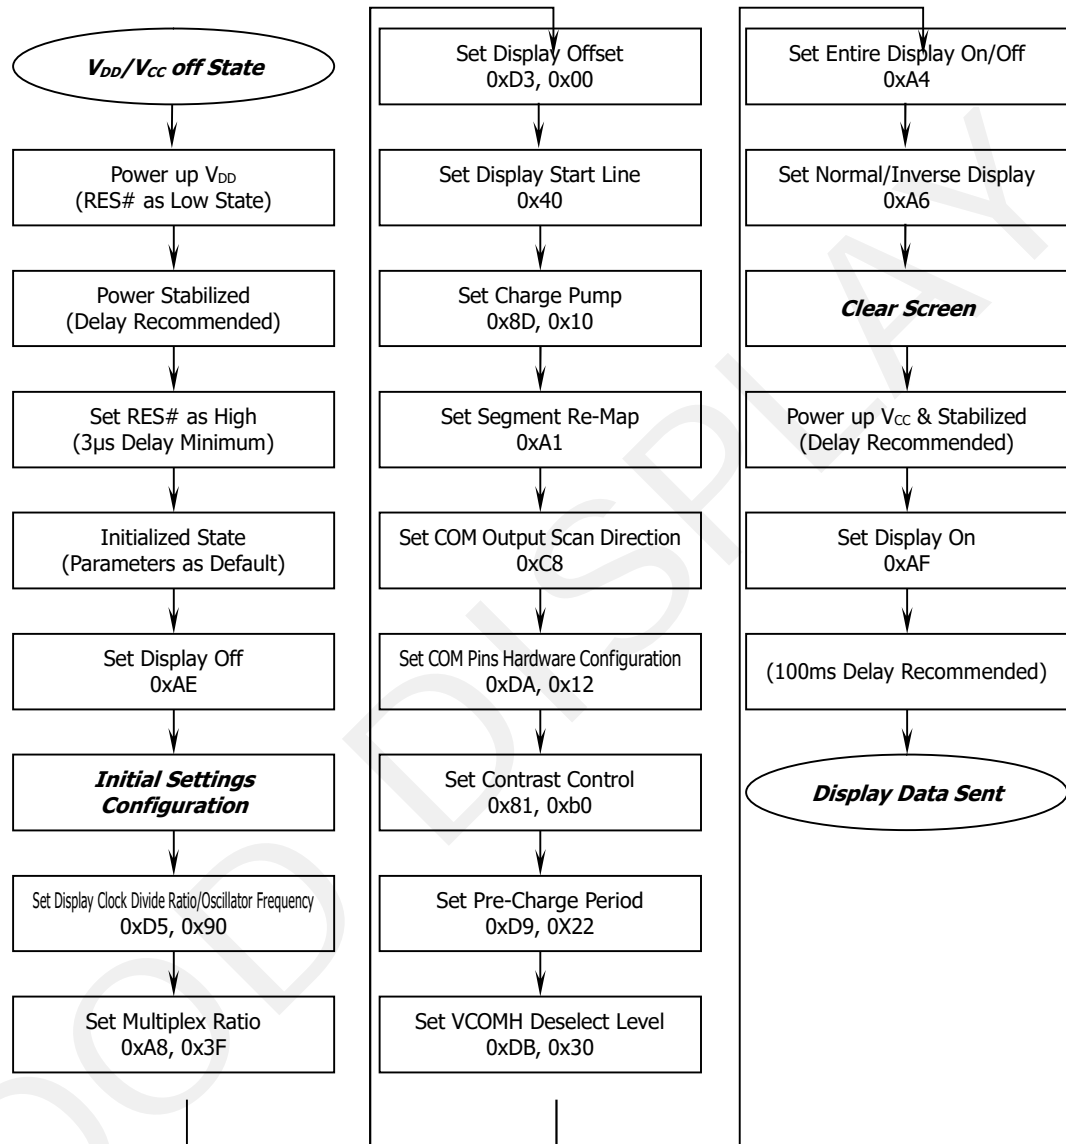 V_DD/V_CC off State
Power up V_DD
(RES# as Low State)
Power Stabilized
(Delay Recommended)
Set RES# as High
(3μs Delay Minimum)
Initialized State
(Parameters as Default)
Set Display Off
0xAE
Initial Settings
Configuration
Set Display Clock Divide Ratio/Oscillator Frequency
0xD5, 0x90
Set Multiplex Ratio
0xA8, 0x3F
Set Display Offset
0xD3, 0x00
Set Display Start Line
0x40
Set Charge Pump
0x8D, 0x10
Set Segment Re-Map
0xA1
Set COM Output Scan Direction
0xC8
Set COM Pins Hardware Configuration
0xDA, 0x12
Set Contrast Control
0x81, 0xb0
Set Pre-Charge Period
0xD9, 0X22
Set VCOMH Deselect Level
0xDB, 0x30
Set Entire Display On/Off
0xA4
Set Normal/Inverse Display
0xA6
Clear Screen
Power up V_CC & Stabilized
(Delay Recommended)
Set Display On
0xAF
(100ms Delay Recommended)
Display Data Sent
OOD DISPLAY